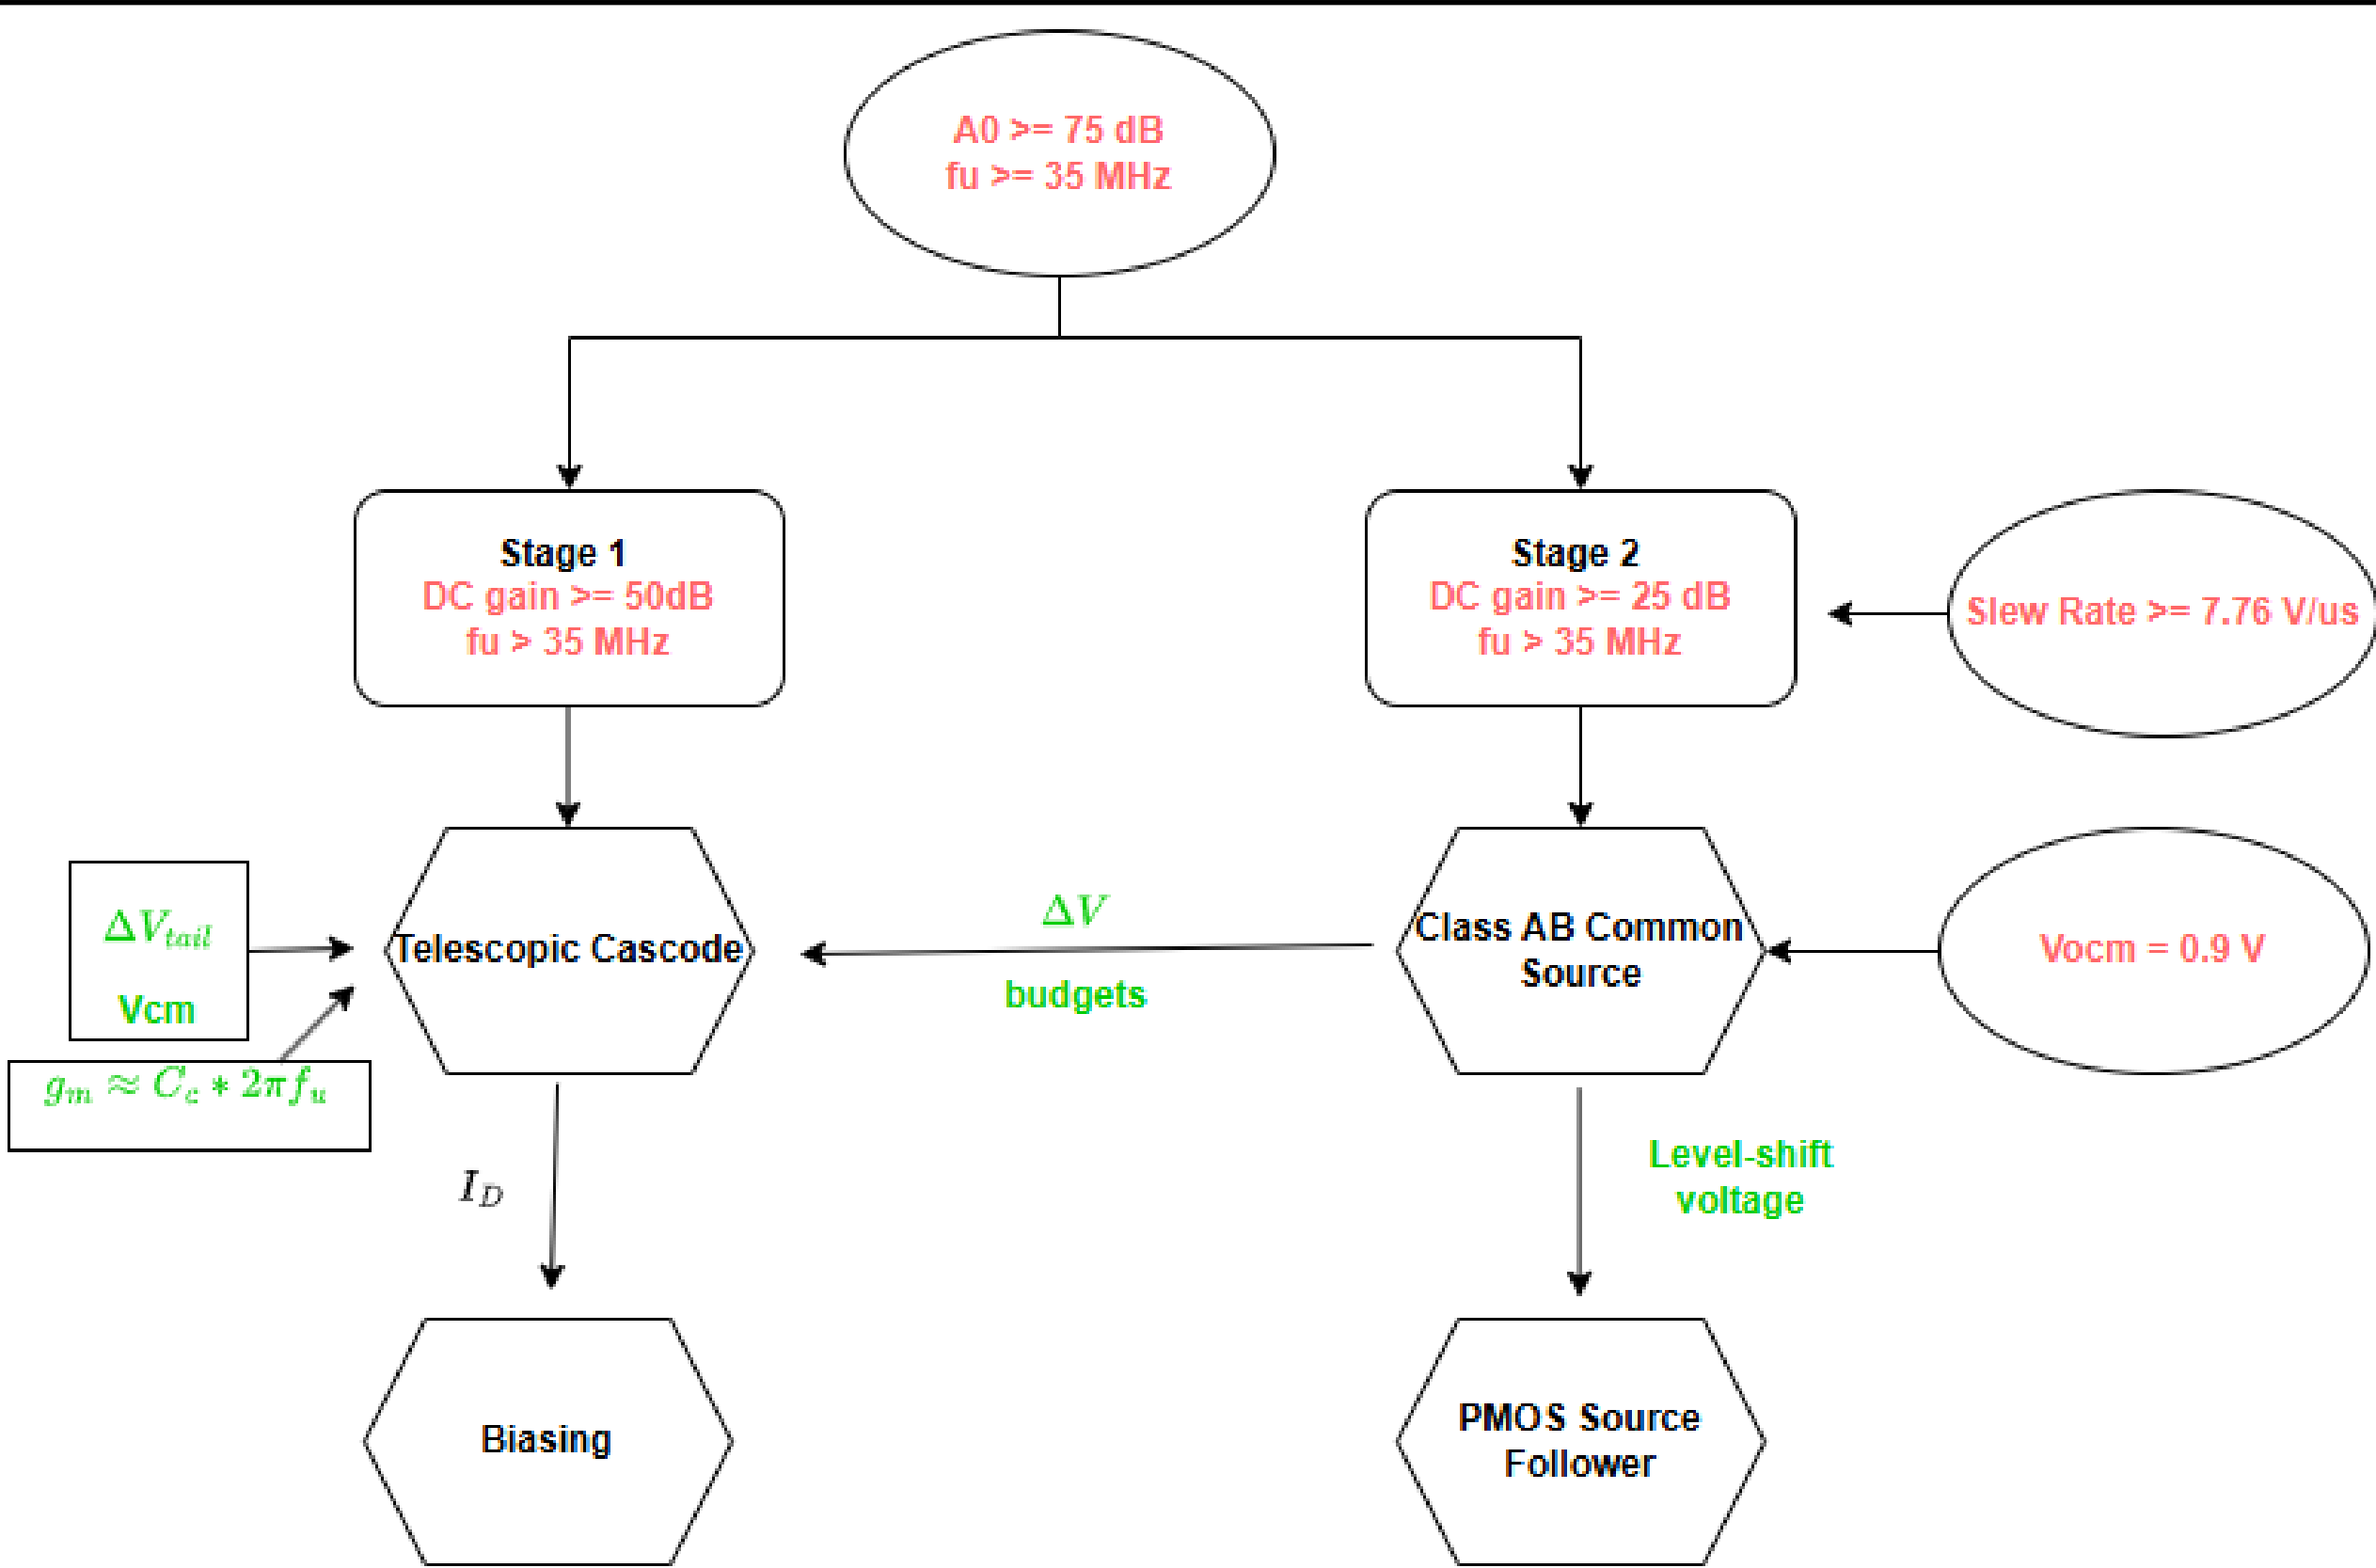 A0 >= 75 dB
fu >= 35 MHz
Stage 1
DC gain >= 50dB
fu > 35 MHz
Stage 2
DC gain >= 25 dB
fu > 35 MHz
Slew Rate >= 7.76 V/us
ΔV_{tail}
Vcm
g_m ≈ C_c * 2πf_u
Telescopic Cascode
ΔV
budgets
Class AB Common
Source
Vocm = 0.9 V
I_D
Level-shift
voltage
Biasing
PMOS Source
Follower